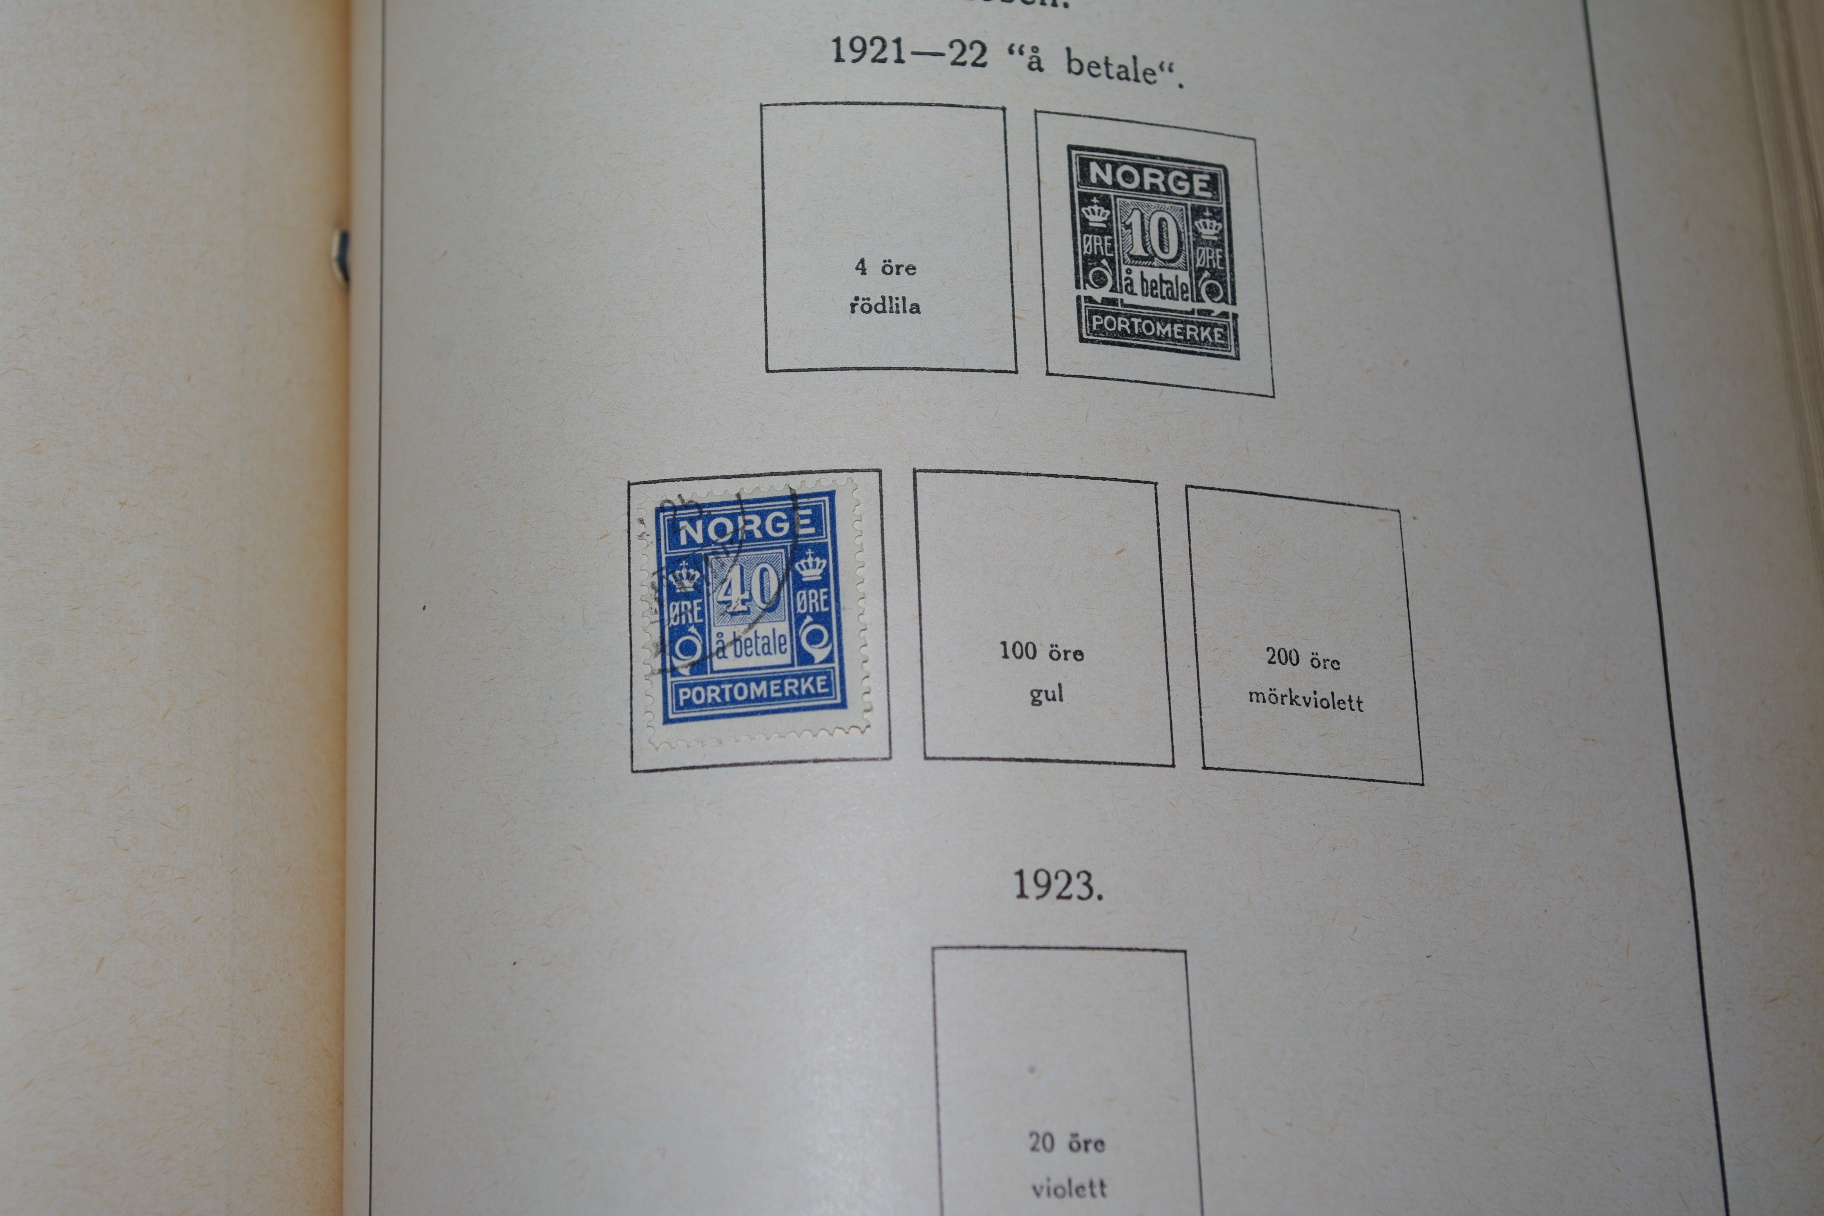 1921—22 “å betale“.
4 öre
rödlila
NORGE
10
ØRE ØRE
å betale
PORTOMERKE
NORGE
40
ØRE ØRE
å betale
PORTOMERKE
100 öre
gul
200 öre
mörkviolett
1923.
20 öre
violett